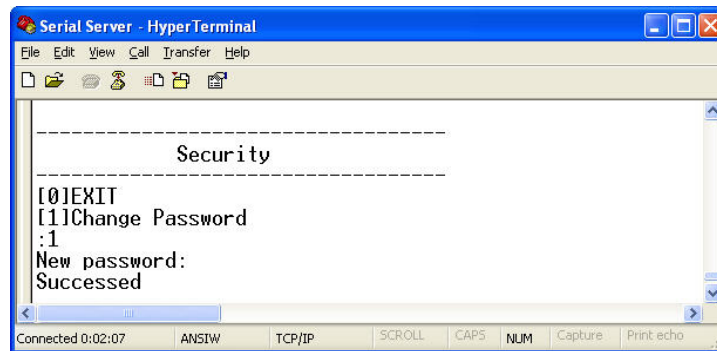 Serial Server - HyperTerminal
File Edit View Call Transfer Help
-----------------------------------
Security
-----------------------------------
[0]EXIT
[1]Change Password
:1
New password:
Successed
Connected 0:02:07 ANSIW TCP/IP SCROLL CAPS NUM Capture Print echo